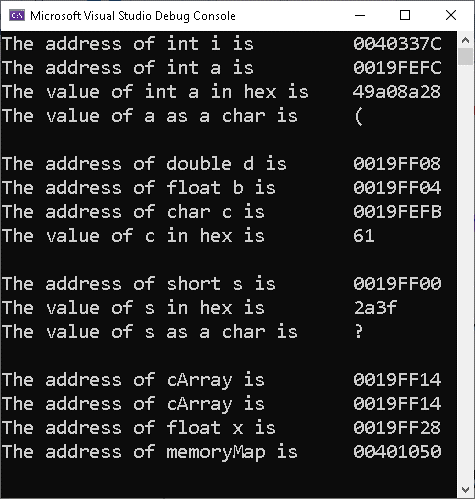 Microsoft Visual Studio Debug Console
The address of int i is 0040337C
The address of int a is 0019FEFC
The value of int a in hex is 49a08a28
The value of a as a char is (
The address of double d is 0019FF08
The address of float b is 0019FF04
The address of char c is 0019FEFB
The value of c in hex is 61
The address of short s is 0019FF00
The value of s in hex is 2a3f
The value of s as a char is ?
The address of cArray is 0019FF14
The address of cArray is 0019FF14
The address of float x is 0019FF28
The address of memoryMap is 00401050